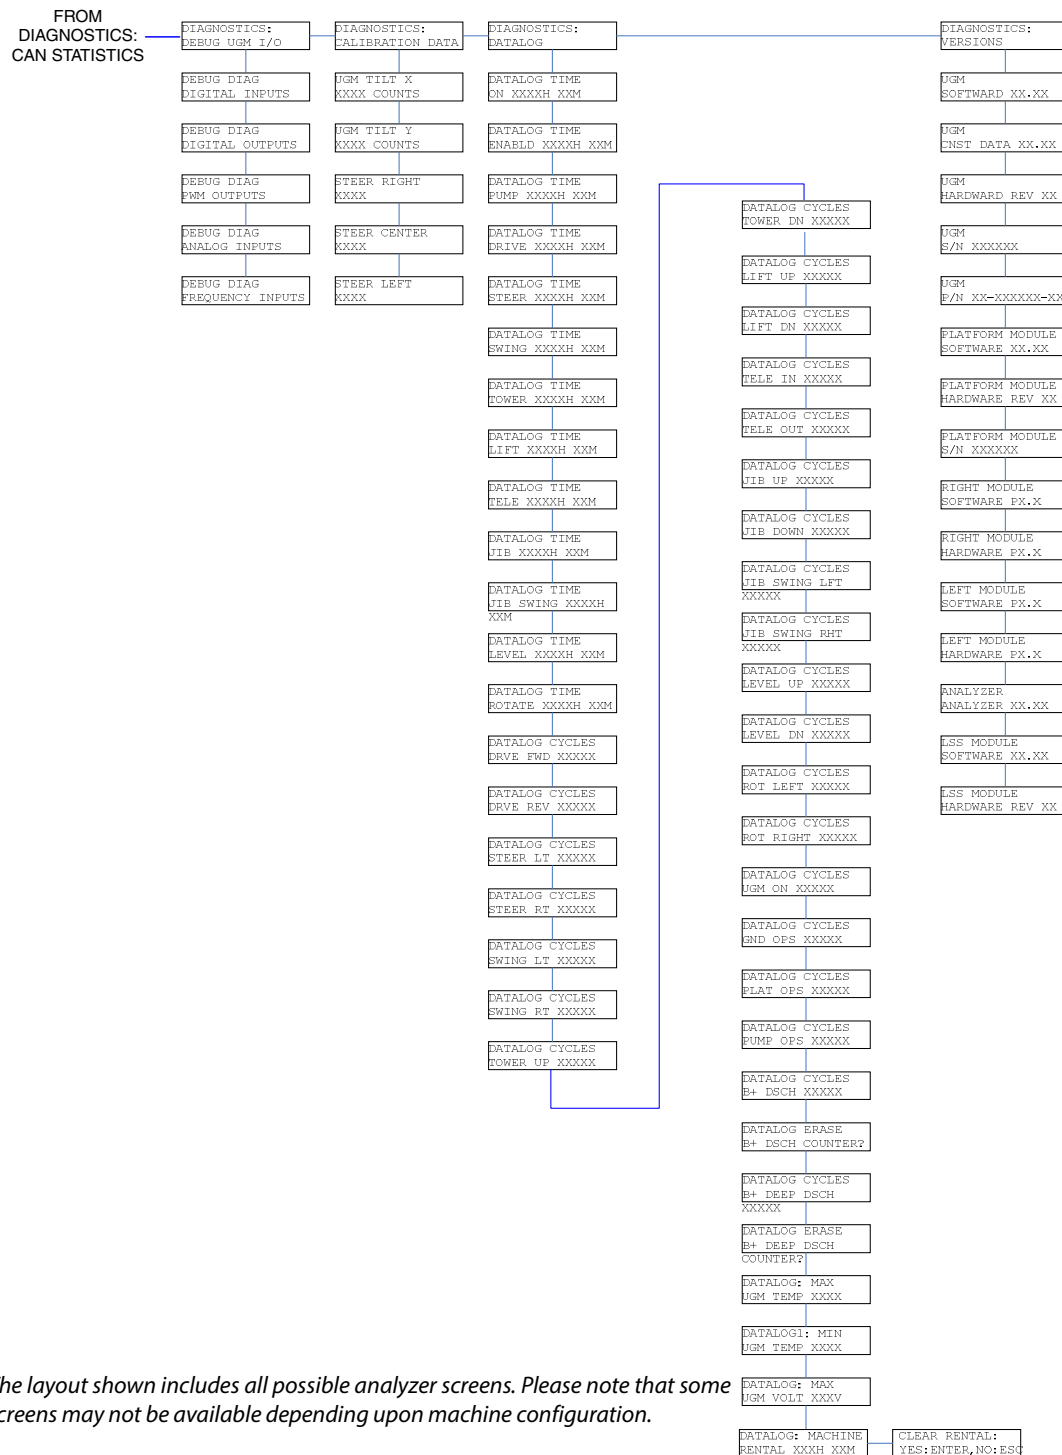 FROM
DIAGNOSTICS:
CAN STATISTICS
DIAGNOSTICS:
DEBUG UGM I/O
DEBUG DIAG
DIGITAL INPUTS
DEBUG DIAG
DIGITAL OUTPUTS
DEBUG DIAG
PWM OUTPUTS
DEBUG DIAG
ANALOG INPUTS
DEBUG DIAG
FREQUENCY INPUTS
DIAGNOSTICS:
CALIBRATION DATA
UGM TILT X
XXXX COUNTS
UGM TILT Y
XXXX COUNTS
STEER RIGHT
XXXX
STEER CENTER
XXXX
STEER LEFT
XXXX
DIAGNOSTICS:
DATALOG
DATALOG TIME
ON XXXXH XXM
DATALOG TIME
ENABLD XXXXH XXM
DATALOG TIME
PUMP XXXXH XXM
DATALOG TIME
DRIVE XXXXH XXM
DATALOG TIME
STEER XXXXH XXM
DATALOG TIME
SWING XXXXH XXM
DATALOG TIME
TOWER XXXXH XXM
DATALOG TIME
LIFT XXXXH XXM
DATALOG TIME
TELE XXXXH XXM
DATALOG TIME
JIB XXXXH XXM
DATALOG TIME
JIB SWING XXXXH
XXM
DATALOG TIME
LEVEL XXXXH XXM
DATALOG TIME
ROTATE XXXXH XXM
DATALOG CYCLES
DRVE FWD XXXXX
DATALOG CYCLES
DRVE REV XXXXX
DATALOG CYCLES
STEER LT XXXXX
DATALOG CYCLES
STEER RT XXXXX
DATALOG CYCLES
SWING LT XXXXX
DATALOG CYCLES
SWING RT XXXXX
DATALOG CYCLES
TOWER UP XXXXX
DATALOG CYCLES
TOWER DN XXXXX
DATALOG CYCLES
LIFT UP XXXXX
DATALOG CYCLES
LIFT DN XXXXX
DATALOG CYCLES
TELE IN XXXXX
DATALOG CYCLES
TELE OUT XXXXX
DATALOG CYCLES
JIB UP XXXXX
DATALOG CYCLES
JIB DOWN XXXXX
DATALOG CYCLES
JIB SWING LFT
XXXXX
DATALOG CYCLES
JIB SWING RHT
XXXXX
DATALOG CYCLES
LEVEL UP XXXXX
DATALOG CYCLES
LEVEL DN XXXXX
DATALOG CYCLES
ROT LEFT XXXXX
DATALOG CYCLES
ROT RIGHT XXXXX
DATALOG CYCLES
UGM ON XXXXX
DATALOG CYCLES
GND OPS XXXXX
DATALOG CYCLES
PLAT OPS XXXXX
DATALOG CYCLES
PUMP OPS XXXXX
DATALOG CYCLES
B+ DSCH XXXXX
DATALOG ERASE
B+ DSCH COUNTER?
DATALOG CYCLES
B+ DEEP DSCH
XXXXX
DATALOG ERASE
B+ DEEP DSCH
COUNTER?
DATALOG: MAX
UGM TEMP XXXX
DATALOG1: MIN
UGM TEMP XXXX
DATALOG: MAX
UGM VOLT XXXV
DATALOG: MACHINE
RENTAL XXXH XXM
CLEAR RENTAL:
YES:ENTER,NO:ESC
DIAGNOSTICS:
VERSIONS
UGM
SOFTWARD XX.XX
UGM
CNST DATA XX.XX
UGM
HARDWARD REV XX
UGM
S/N XXXXXX
UGM
P/N XX-XXXXXX-XX
PLATFORM MODULE
SOFTWARE XX.XX
PLATFORM MODULE
HARDWARE REV XX
PLATFORM MODULE
S/N XXXXXX
RIGHT MODULE
SOFTWARE PX.X
RIGHT MODULE
HARDWARE PX.X
LEFT MODULE
SOFTWARE PX.X
LEFT MODULE
HARDWARE PX.X
ANALYZER
ANALYZER XX.XX
LSS MODULE
SOFTWARE XX.XX
LSS MODULE
HARDWARE REV XX
he layout shown includes all possible analyzer screens. Please note that some
creens may not be available depending upon machine configuration.